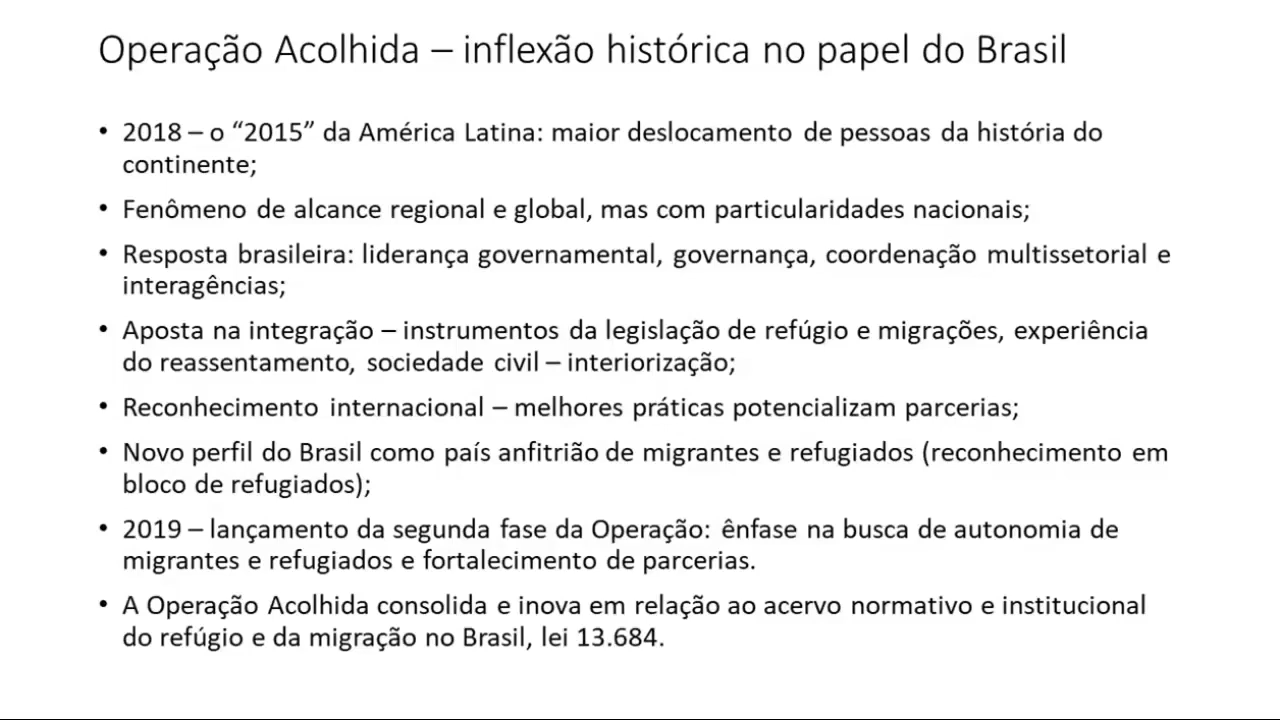 Operação Acolhida – inflexão histórica no papel do Brasil
• 2018 – o “2015” da América Latina: maior deslocamento de pessoas da história do
continente;
• Fenômeno de alcance regional e global, mas com particularidades nacionais;
• Resposta brasileira: liderança governamental, governança, coordenação multissetorial e
interagências;
• Aposta na integração – instrumentos da legislação de refúgio e migrações, experiência
do reassentamento, sociedade civil – interiorização;
• Reconhecimento internacional – melhores práticas potencializam parcerias;
• Novo perfil do Brasil como país anfitrião de migrantes e refugiados (reconhecimento em
bloco de refugiados);
• 2019 – lançamento da segunda fase da Operação: ênfase na busca de autonomia de
migrantes e refugiados e fortalecimento de parcerias.
• A Operação Acolhida consolida e inova em relação ao acervo normativo e institucional
do refúgio e da migração no Brasil, lei 13.684.